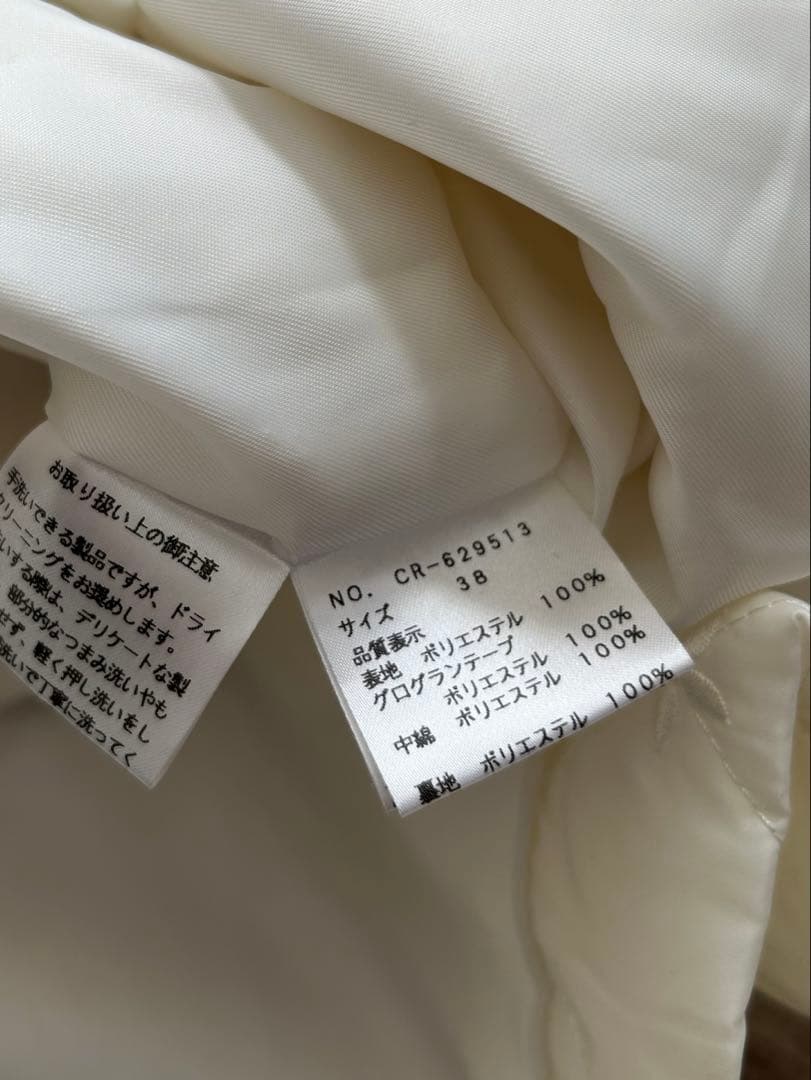 お取り扱い上の御注意
手洗いできる製品ですが、ドライ
クリーニングをお奨めします。
いする際は、デリケートな製
部分的なつまみ洗いやも
せず、軽く押し洗いをし
洗いで丁寧に洗ってく
NO. CR-629513
サイズ 38
品質表示
表地 ポリエステル 100%
グログランテープ
ポリエステル 100%
中綿 ポリエステル 100%
裏地 ポリエステル 100%